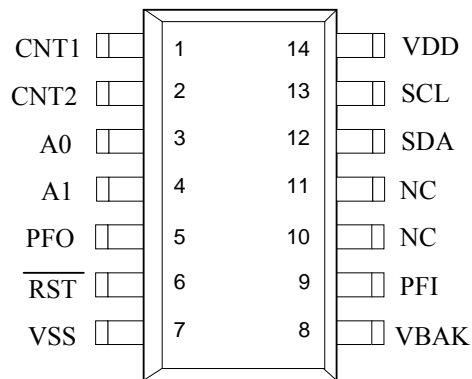 CNT1 1 14 VDD
CNT2 2 13 SCL
A0 3 12 SDA
A1 4 11 NC
PFO 5 10 NC
RST 6 9 PFI
VSS 7 8 VBAK